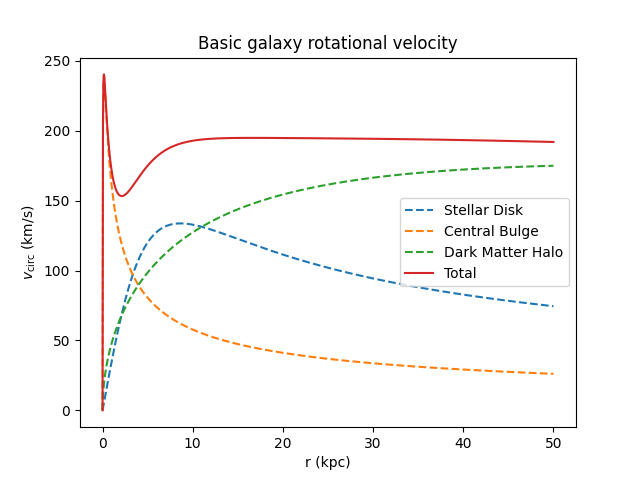 Basic galaxy rotational velocity
250
200
150
100
50
0
v_circ (km/s)
Stellar Disk
Central Bulge
Dark Matter Halo
Total
0 10 20 30 40 50
r (kpc)